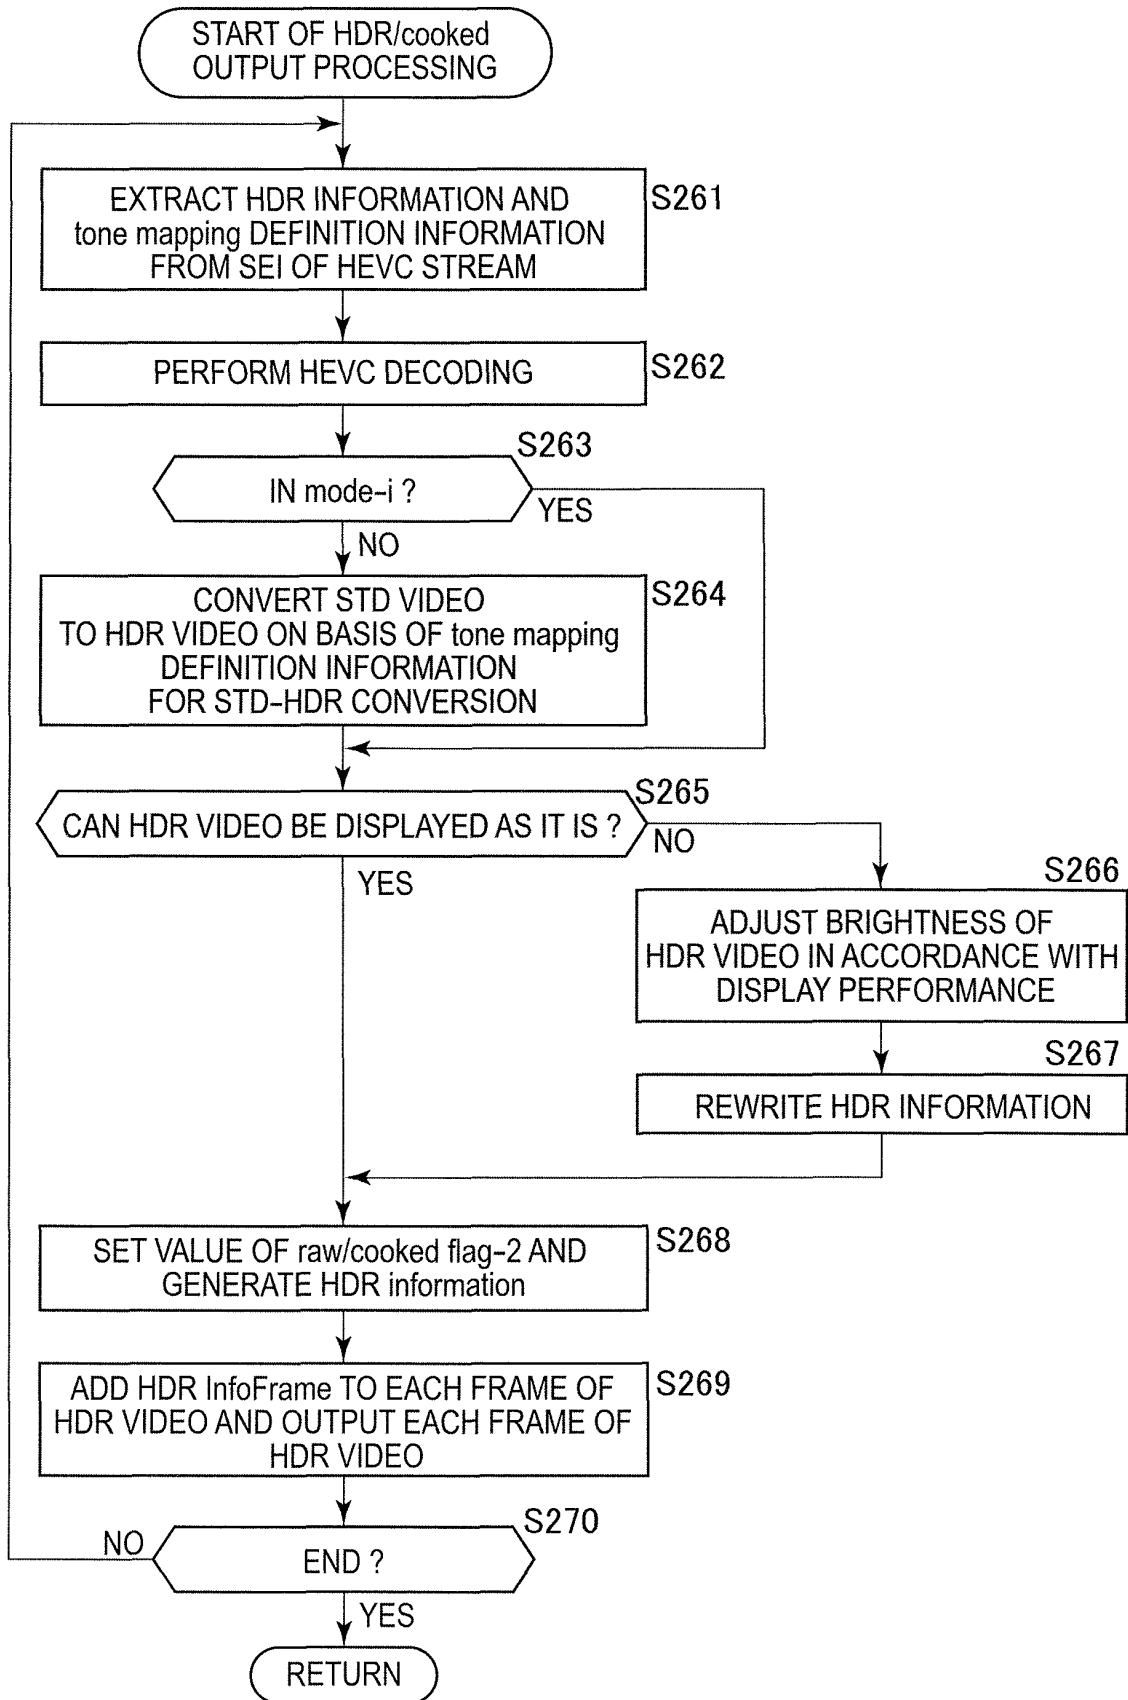 START OF HDR/cooked
OUTPUT PROCESSING
EXTRACT HDR INFORMATION AND
tone mapping DEFINITION INFORMATION
FROM SEI OF HEVC STREAM
S261
PERFORM HEVC DECODING
S262
S263
IN mode-i ?
YES
NO
CONVERT STD VIDEO
TO HDR VIDEO ON BASIS OF tone mapping
DEFINITION INFORMATION
FOR STD-HDR CONVERSION
S264
S265
CAN HDR VIDEO BE DISPLAYED AS IT IS ?
NO
YES
S266
ADJUST BRIGHTNESS OF
HDR VIDEO IN ACCORDANCE WITH
DISPLAY PERFORMANCE
S267
REWRITE HDR INFORMATION
SET VALUE OF raw/cooked flag-2 AND
GENERATE HDR information
S268
ADD HDR InfoFrame TO EACH FRAME OF
HDR VIDEO AND OUTPUT EACH FRAME OF
HDR VIDEO
S269
S270
NO
END ?
YES
RETURN